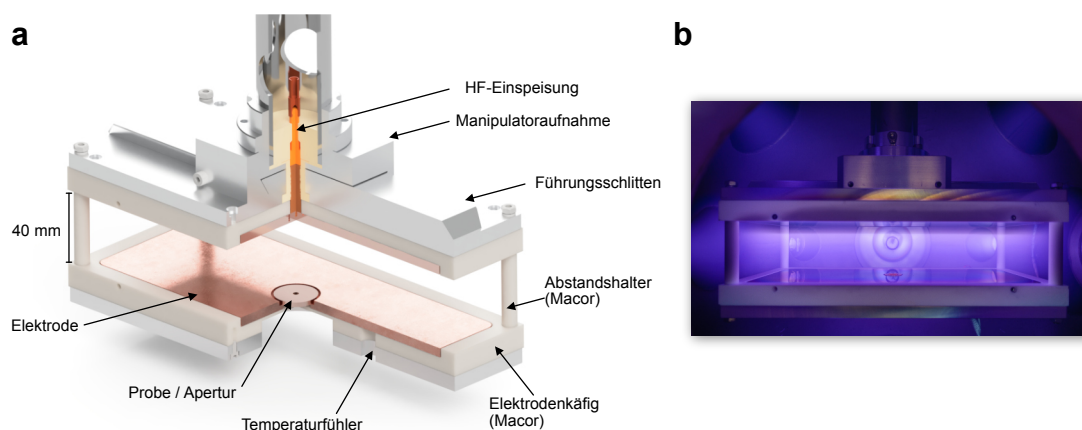 a
b
HF-Einspeisung
Manipulatoraufnahme
Führungsschlitten
40 mm
Abstandshalter
(Macor)
Elektrode
Probe / Apertur
Elektrodenkäfig
(Macor)
Temperaturfühler